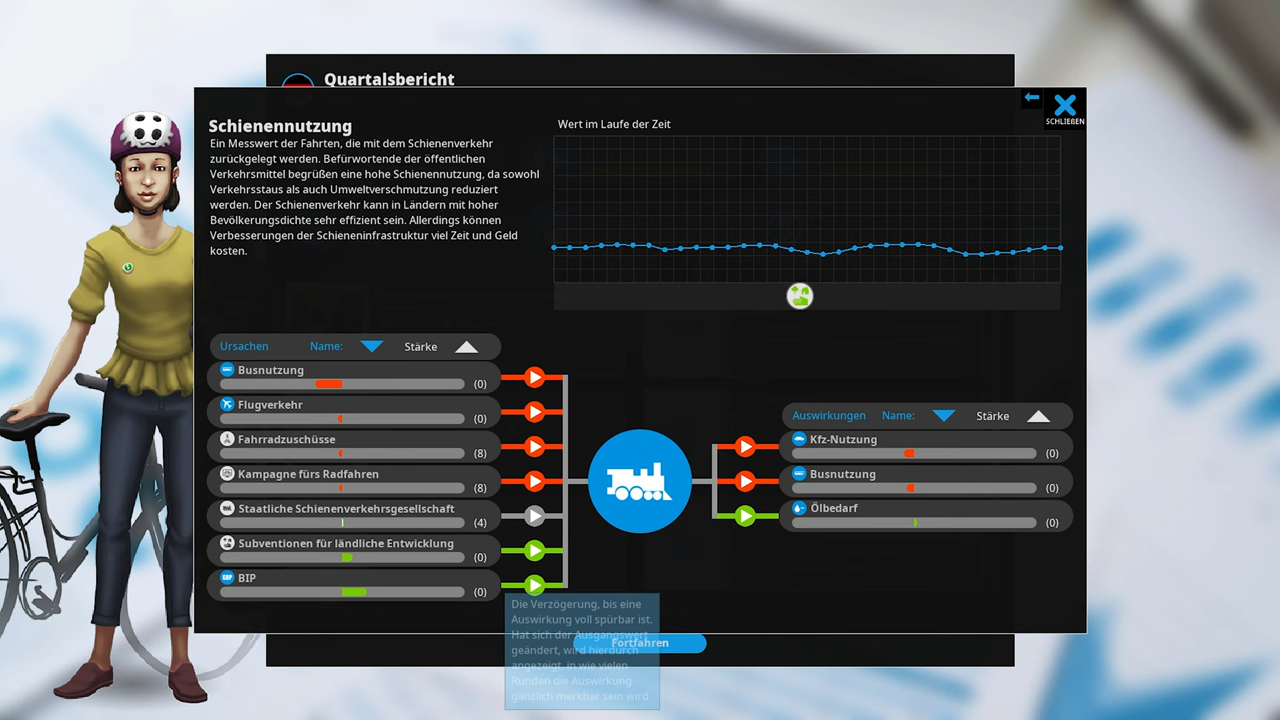 Quartalsbericht
SCHLIEẞEN
Schienennutzung
Ein Messwert der Fahrten, die mit dem Schienenverkehr
zurückgelegt werden. Befürwortende der öffentlichen
Verkehrsmittel begrüßen eine hohe Schienennutzung, da sowohl
Verkehrsstaus als auch Umweltverschmutzung reduziert
werden. Der Schienenverkehr kann in Ländern mit hoher
Bevölkerungsdichte sehr effizient sein. Allerdings können
Verbesserungen der Schieneninfrastruktur viel Zeit und Geld
kosten.
Wert im Laufe der Zeit
Ursachen Name: Stärke
Busnutzung
(0)
Flugverkehr
(0)
Fahrradzuschüsse
(8)
Kampagne fürs Radfahren
(8)
Staatliche Schienenverkehrsgesellschaft
(4)
Subventionen für ländliche Entwicklung
(0)
BIP
(0)
Auswirkungen Name: Stärke
Kfz-Nutzung
(0)
Busnutzung
(0)
Ölbedarf
(0)
Die Verzögerung, bis eine
Auswirkung voll spürbar ist.
Hat sich der Ausgangswert
geändert, wird hierdurch
angezeigt, in wie vielen
Runden die Auswirkung
gänzlich merkbar sein wird.
Fortfahren